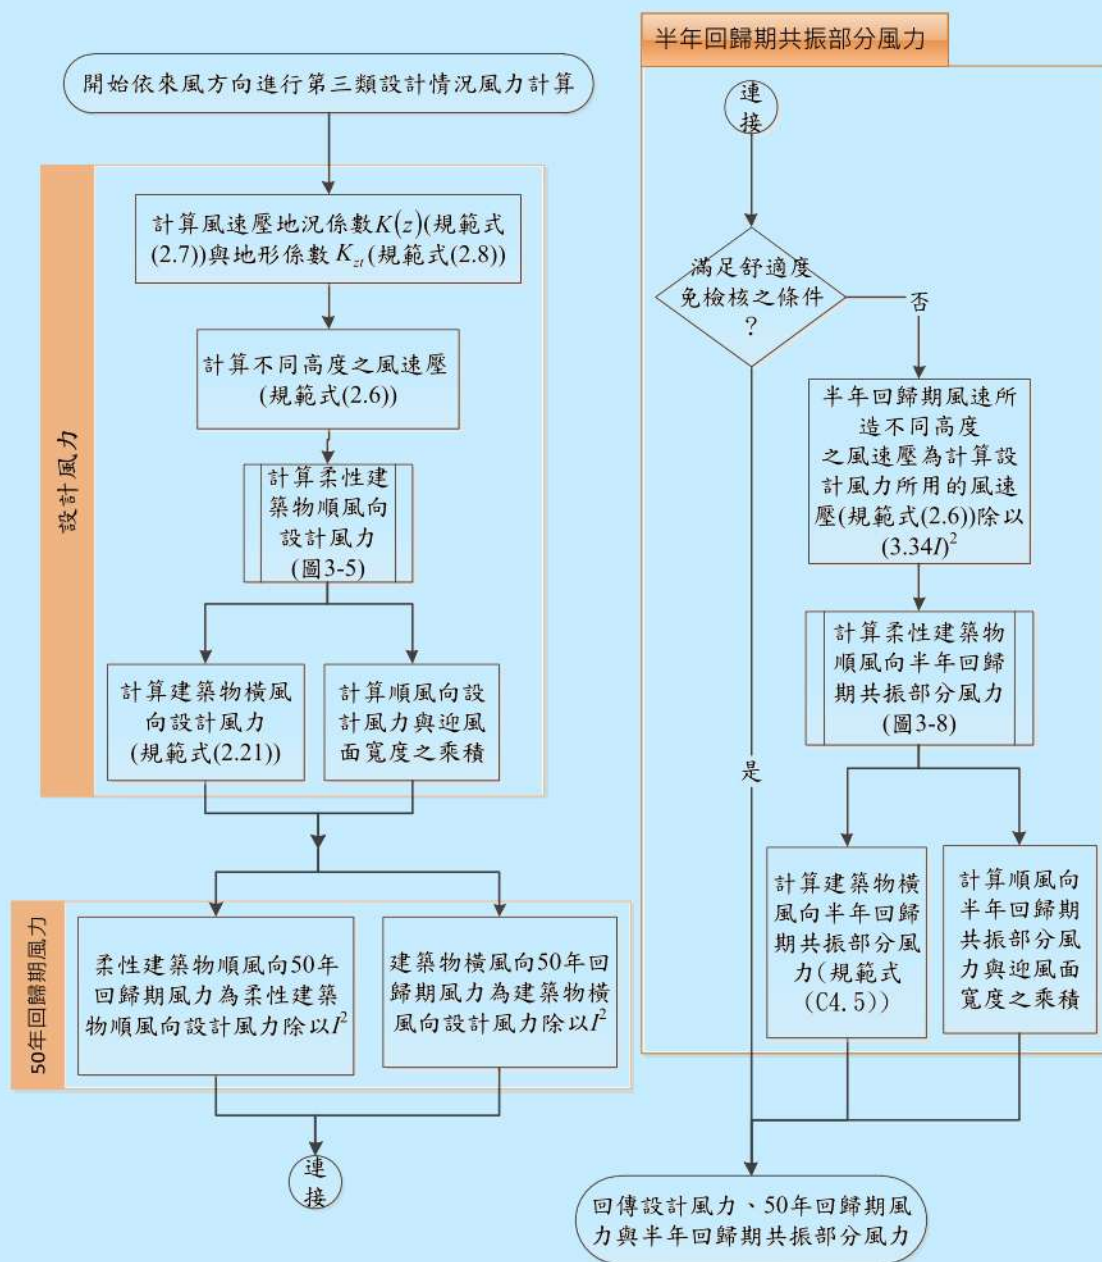 開始依來風方向進行第三類設計情況風力計算
設計風力
計算風速壓地況係數K(z)(規範式
(2.7))與地形係數 Kzt(規範式(2.8))
計算不同高度之風速壓
(規範式(2.6))
計算柔性建
築物順風向
設計風力
(圖3-5)
計算建築物橫風
向設計風力
(規範式(2.21))
計算順風向設
計風力與迎風
面寬度之乘積
50年回歸期風力
柔性建築物順風向50年
回歸期風力為柔性建築
物順風向設計風力除以I²
建築物橫風向50年回
歸期風力為建築物橫
風向設計風力除以I²
連
接
半年回歸期共振部分風力
連
接
滿足舒適度
免檢核之條件
?
否
是
半年回歸期風速所
造不同高度
之風速壓為計算設
計風力所用的風速
壓(規範式(2.6))除以
(3.34I)²
計算柔性建築物
順風向半年回歸
期共振部分風力
(圖3-8)
計算建築物橫
風向半年回歸
期共振部分風
力(規範式
(C4.5))
計算順風向
半年回歸期
共振部分風
力與迎風面
寬度之乘積
回傳設計風力、50年回歸期風
力與半年回歸期共振部分風力